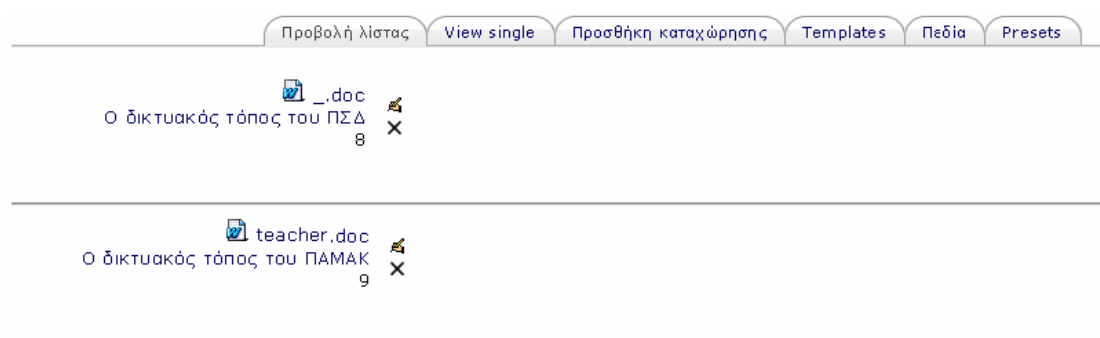 Προβολή λίστας View single Προσθήκη καταχώρησης Templates Πεδία Presets
_.doc
Ο δικτυακός τόπος του ΠΣΔ
8
teacher.doc
Ο δικτυακός τόπος του ΠΑΜΑΚ
9